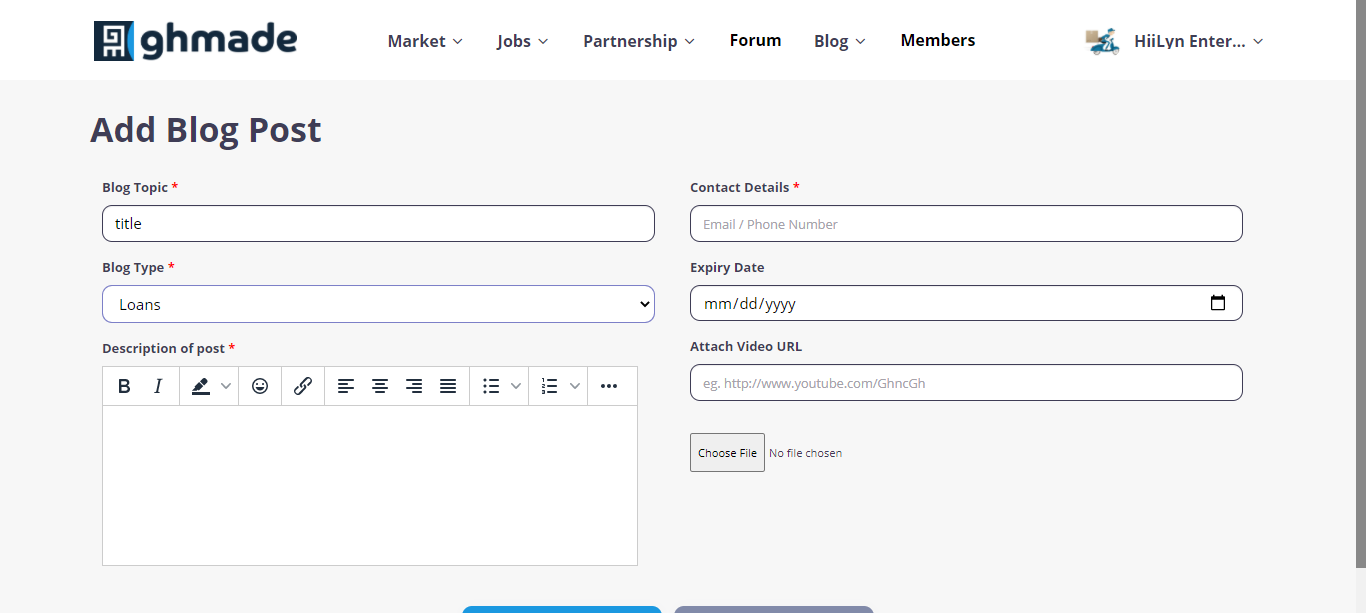 ghmade
Market Jobs Partnership Forum Blog Members HiiLyn Enter...
Add Blog Post
Blog Topic *
title
Blog Type *
Loans
Description of post *
B I
Contact Details *
Email / Phone Number
Expiry Date
mm/dd/yyyy
Attach Video URL
eg. http://www.youtube.com/GhncGh
Choose File No file chosen